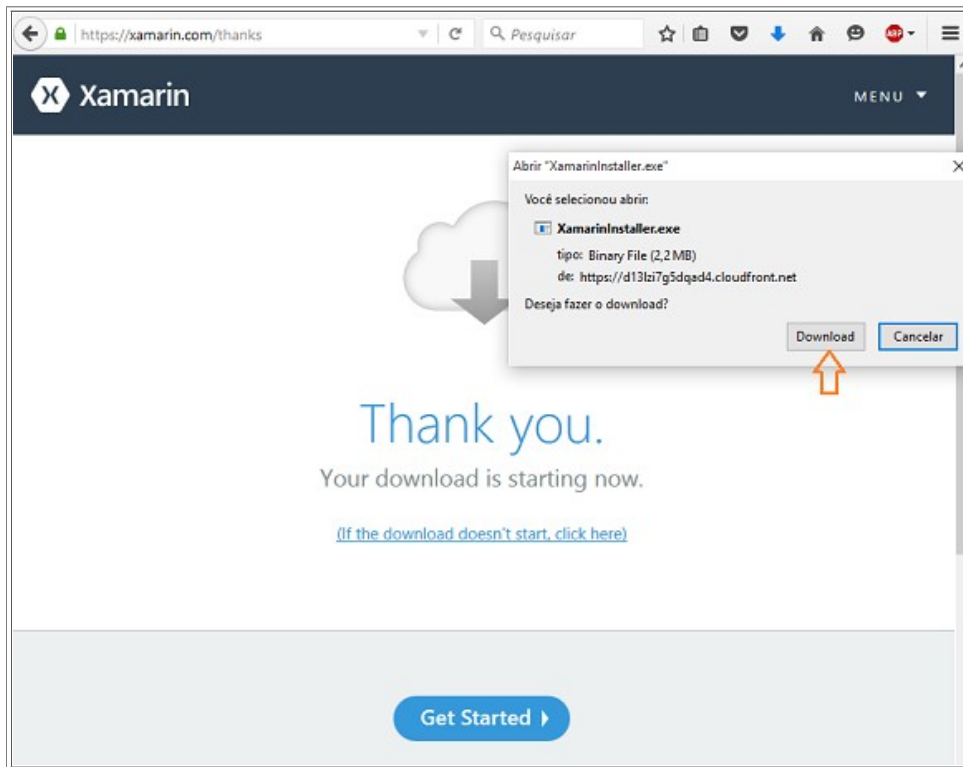 https://xamarin.com/thanks
Pesquisar
ABP
Xamarin
MENU
Abrir "XamarinInstaller.exe"
Você selecionou abrir:
XamarinInstaller.exe
tipo: Binary File (2,2 MB)
de: https://d13lzi7g5dqad4.cloudfront.net
Deseja fazer o download?
Download Cancelar
Thank you.
Your download is starting now.
(If the download doesn't start, click here)
Get Started